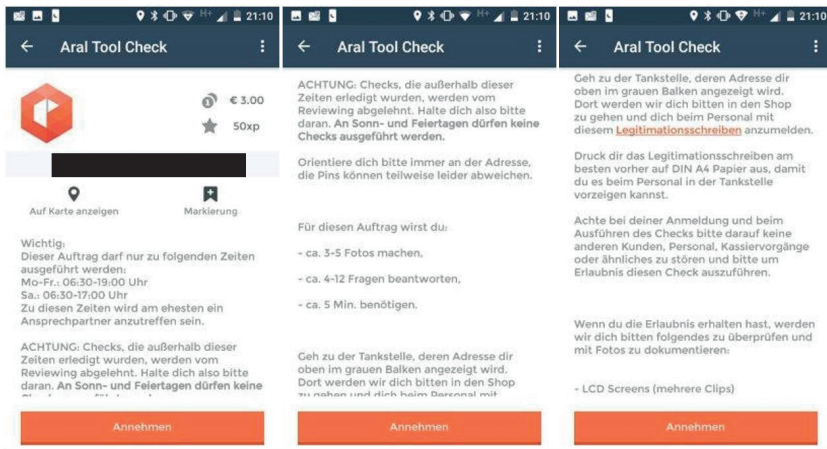 H+ 21:10
Aral Tool Check
€ 3.00
50xp
Auf Karte anzeigen
Markierung
Wichtig:
Dieser Auftrag darf nur zu folgenden Zeiten
ausgeführt werden:
Mo-Fr.: 06:30-19:00 Uhr
Sa.: 06:30-17:00 Uhr
Zu diesen Zeiten wird am ehesten ein
Ansprechpartner anzutreffen sein.
ACHTUNG: Checks, die außerhalb dieser
Zeiten erledigt wurden, werden vom
Reviewing abgelehnt. Halte dich also bitte
daran. An Sonn- und Feiertagen dürfen keine
Annehmen
H+ 21:10
Aral Tool Check
ACHTUNG: Checks, die außerhalb dieser
Zeiten erledigt wurden, werden vom
Reviewing abgelehnt. Halte dich also bitte
daran. An Sonn- und Feiertagen dürfen keine
Checks ausgeführt werden.
Orientiere dich bitte immer an der Adresse,
die Pins können teilweise leider abweichen.
Für diesen Auftrag wirst du:
- ca. 3-5 Fotos machen,
- ca. 4-12 Fragen beantworten,
- ca. 5 Min. benötigen.
Geh zu der Tankstelle, deren Adresse dir
oben im grauen Balken angezeigt wird.
Dort werden wir dich bitten in den Shop
zu gehen und dich beim Personal mit
Annehmen
H+ 21:10
Aral Tool Check
Geh zu der Tankstelle, deren Adresse dir
oben im grauen Balken angezeigt wird.
Dort werden wir dich bitten in den Shop
zu gehen und dich beim Personal mit
diesem Legitimationsschreiben anzumelden.
Druck dir das Legitimationsschreiben am
besten vorher auf DIN A4 Papier aus, damit
du es beim Personal in der Tankstelle
vorzeigen kannst.
Achte bei deiner Anmeldung und beim
Ausführen des Checks bitte darauf keine
anderen Kunden, Personal, Kassiervorgänge
oder ähnliches zu stören und bitte um
Erlaubnis diesen Check auszuführen.
Wenn du die Erlaubnis erhalten hast, werden
wir dich bitten folgendes zu überprüfen und
mit Fotos zu dokumentieren:
- LCD Screens (mehrere Clips)
Annehmen